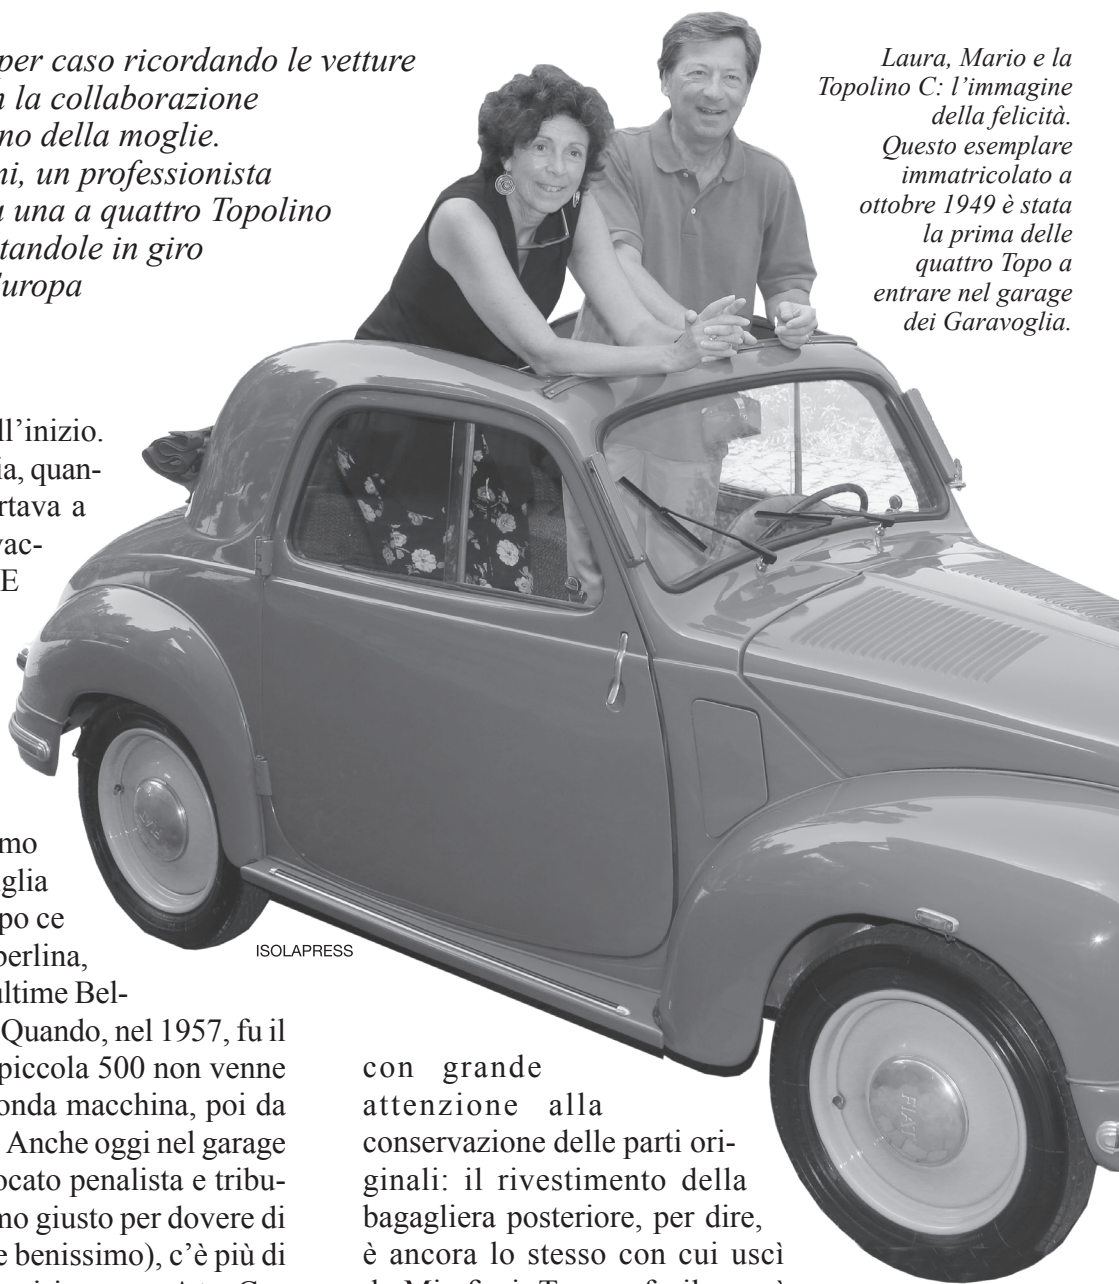 per caso ricordando le vetture
la collaborazione
no della moglie.
ni, un professionista
una a quattro Topolino
tandole in giro
uropa
Laura, Mario e la
Topolino C: l’immagine
della felicità.
Questo esemplare
immatricolato a
ottobre 1949 è stata
la prima delle
quattro Topo a
entrare nel garage
dei Garavoglia.
ll’inizio.
ia, quan-
rtava a
vac-
E
mo
glia
po ce
berlina,
ultime Bel-
Quando, nel 1957, fu il
piccola 500 non venne
onda macchina, poi da
Anche oggi nel garage
ocato penalista e tribu-
mo giusto per dovere di
e benissimo), c’è più di
ISOLAPRESS
con grande
attenzione alla
conservazione delle parti ori-
ginali: il rivestimento della
bagagliera posteriore, per dire,
è ancora lo stesso con cui uscì
FIAT
FIAT